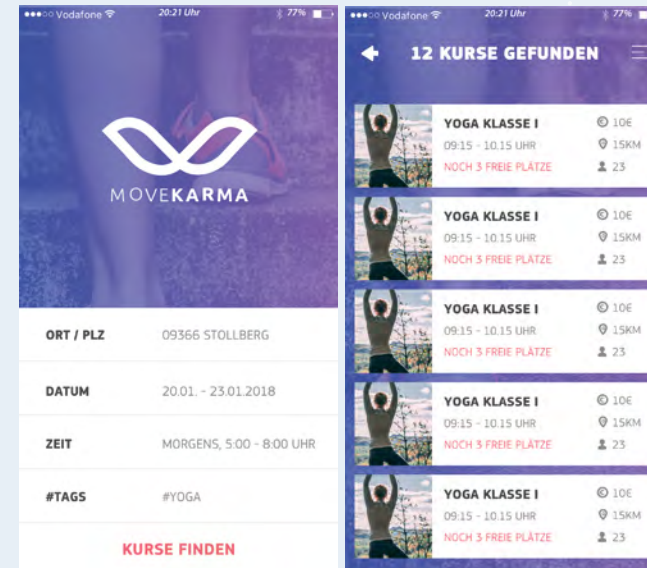 Vodafone 20:21 Uhr 77%
MOVEKARMA
ORT / PLZ 09366 STOLLBERG
DATUM 20.01. - 23.01.2018
ZEIT MORGENS, 5:00 - 8:00 UHR
#TAGS #YOGA
KURSE FINDEN
Vodafone 20:21 Uhr 77%
12 KURSE GEFUNDEN
YOGA KLASSE I 10€
09:15 - 10.15 UHR 15KM
NOCH 3 FREIE PLÄTZE 23
YOGA KLASSE I 10€
09:15 - 10.15 UHR 15KM
NOCH 3 FREIE PLÄTZE 23
YOGA KLASSE I 10€
09:15 - 10.15 UHR 15KM
NOCH 3 FREIE PLÄTZE 23
YOGA KLASSE I 10€
09:15 - 10.15 UHR 15KM
NOCH 3 FREIE PLÄTZE 23
YOGA KLASSE I 10€
09:15 - 10.15 UHR 15KM
NOCH 3 FREIE PLÄTZE 23